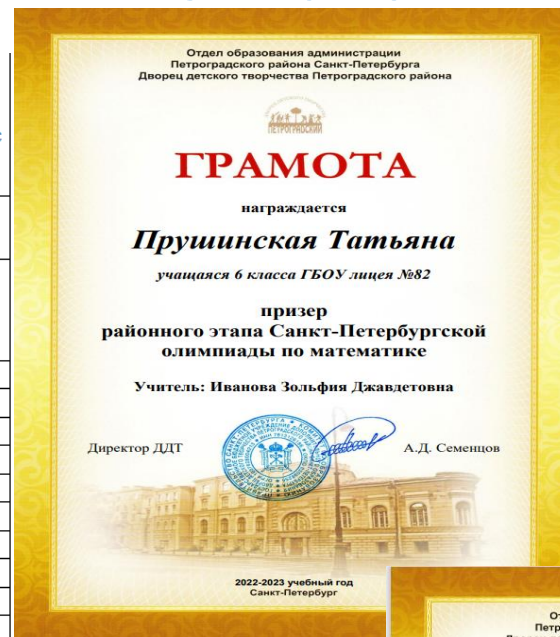 Отдел образования администрации
Петроградского района Санкт-Петербурга
Дворец детского творчества Петроградского района
ПЕТРОГРАДСКИЙ
ГРАМОТА
награждается
Прушинская Татьяна
учащаяся 6 класса ГБОУ лицея №82
призер
районного этапа Санкт-Петербургской
олимпиады по математике
Учитель: Иванова Зольфия Джавдетовна
Директор ДДТ
А.Д. Семенцов
2022-2023 учебный год
Санкт-Петербург